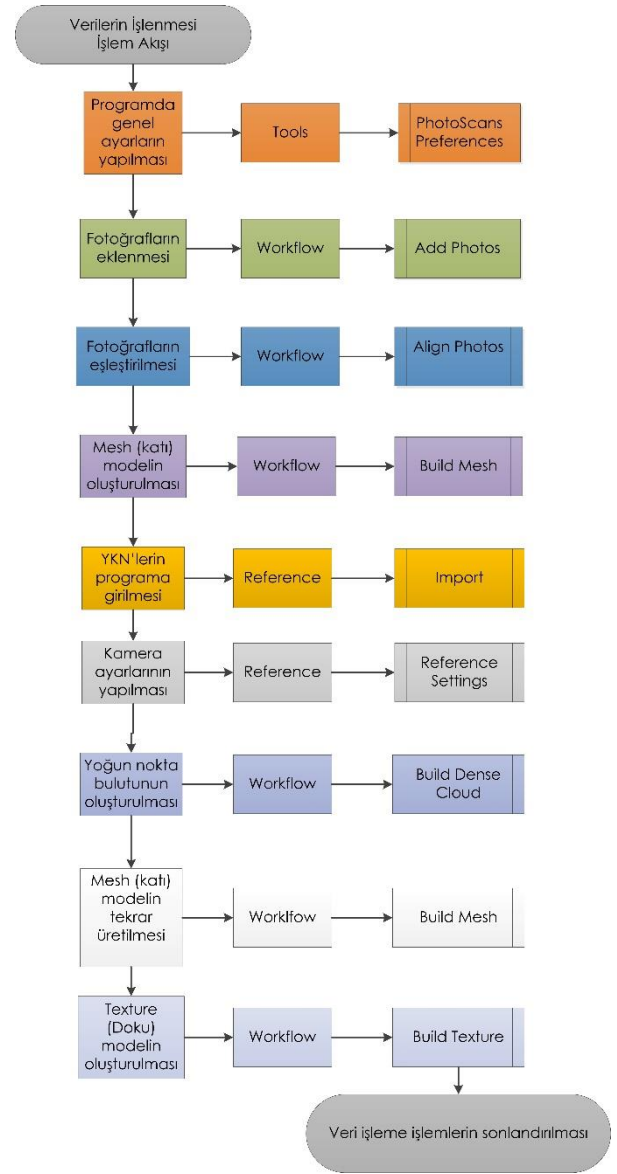 Verilerin İşlenmesi
İşlem Akışı
Programda
genel
ayarların
yapılması
Tools
PhotoScans
Preferences
Fotoğrafların
eklenmesi
Workflow
Add Photos
Fotoğrafların
eşleştirilmesi
Workflow
Align Photos
Mesh (katı)
modelin
oluşturulması
Workflow
Build Mesh
YKN'lerin
programa
girilmesi
Reference
Import
Kamera
ayarlarının
yapılması
Reference
Reference
Settings
Yoğun nokta
bulutunun
oluşturulması
Workflow
Build Dense
Cloud
Mesh (katı)
modelin
tekrar
üretilmesi
Worklfow
Build Mesh
Texture
(Doku)
modelin
oluşturulması
Workflow
Build Texture
Veri işleme işlemlerin sonlandırılması